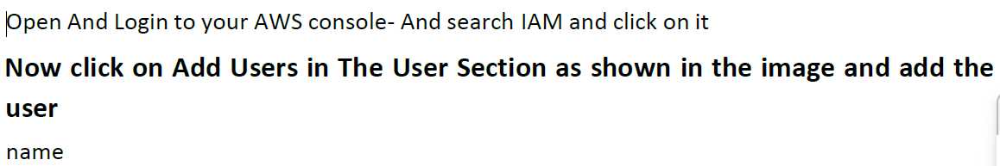 Open And Login to your AWS console- And search IAM and click on it
Now click on Add Users in The User Section as shown in the image and add the
user
name